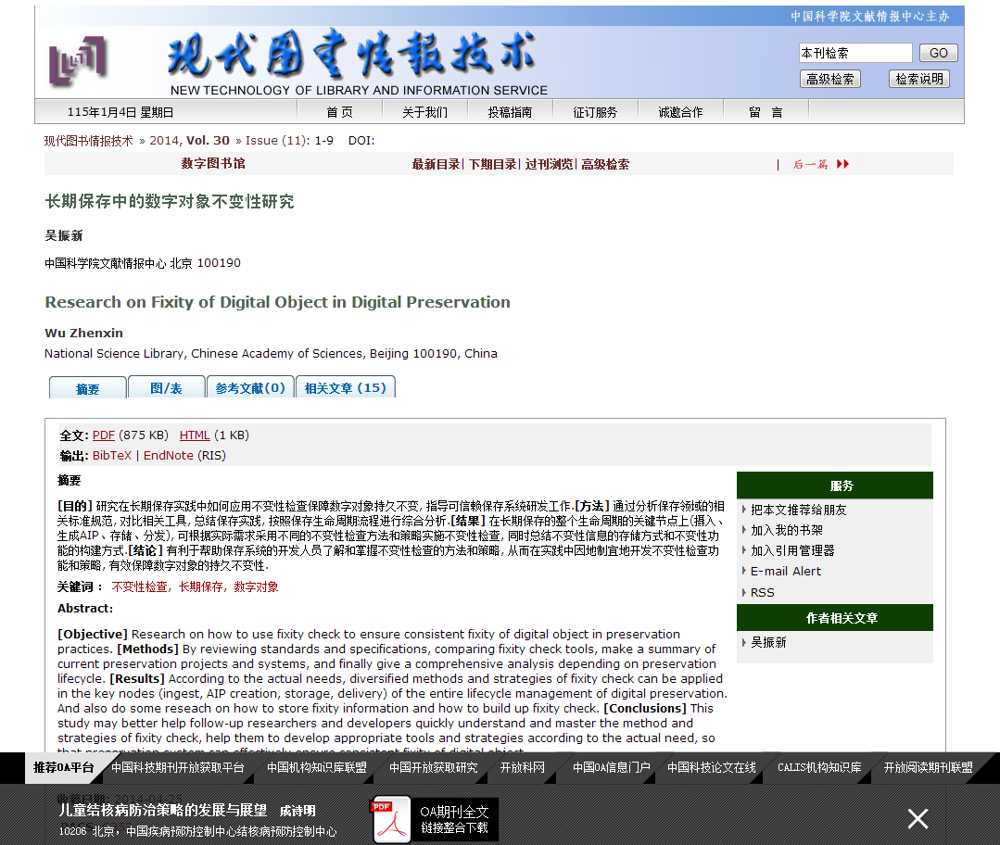 中国科学院文献情报中心主办
现代图书情报技术
NEW TECHNOLOGY OF LIBRARY AND INFORMATION SERVICE
本刊检索 GO
高级检索 检索说明
115年1月4日 星期日 首 页 关于我们 投稿指南 征订服务 诚邀合作 留 言
现代图书情报技术 » 2014, Vol. 30 » Issue (11): 1-9 DOI:
数字图书馆 最新目录| 下期目录| 过刊浏览| 高级检索 | 后一篇
长期保存中的数字对象不变性研究
吴振新
中国科学院文献情报中心 北京 100190
Research on Fixity of Digital Object in Digital Preservation
Wu Zhenxin
National Science Library, Chinese Academy of Sciences, Beijing 100190, China
摘要 图/表 参考文献(0) 相关文章 (15)
全文: PDF (875 KB) HTML (1 KB)
输出: BibTeX | EndNote (RIS)
摘要
[目的] 研究在长期保存实践中如何应用不变性检查保障数字对象持久不变, 指导可信赖保存系统研发工作.[方法] 通过分析保存领域的相
关标准规范, 对比相关工具, 总结保存实践, 按照保存生命周期流程进行综合分析.[结果] 在长期保存的整个生命周期的关键节点上(摄入、
生成AIP、存储、分发), 可根据实际需求采用不同的不变性检查方法和策略实施不变性检查, 同时总结不变性信息的存储方式和不变性功
能的构建方式.[结论] 有利于帮助保存系统的开发人员了解和掌握不变性检查的方法和策略, 从而在实践中因地制宜地开发不变性检查功
能和策略, 有效保障数字对象的持久不变性.
关键词 : 不变性检查, 长期保存, 数字对象
Abstract:
[Objective] Research on how to use fixity check to ensure consistent fixity of digital object in preservation
practices. [Methods] By reviewing standards and specifications, comparing fixity check tools, make a summary of
current preservation projects and systems, and finally give a comprehensive analysis depending on preservation
lifecycle. [Results] According to the actual needs, diversified methods and strategies of fixity check can be applied
in the key nodes (ingest, AIP creation, storage, delivery) of the entire lifecycle management of digital preservation.
And also do some reseach on how to store fixity information and how to build up fixity check. [Conclusions] This
study may better help follow-up researchers and developers quickly understand and master the method and
strategies of fixity check, help them to develop appropriate tools and strategies according to the actual need, so
that preservation system can effectively ensure consistent fixity of digital object.
服务
把本文推荐给朋友
加入我的书架
加入引用管理器
E-mail Alert
RSS
作者相关文章
吴振新
推荐OA平台 中国科技期刊开放获取平台 中国机构知识库联盟 中国开放获取研究 开放科网 中国OA信息门户 中国科技论文在线 CALIS机构知识库 开放阅读期刊联盟
收稿日期: 2014-04-25
儿童结核病防治策略的发展与展望 成诗明
10206 北京，中国疾病预防控制中心结核病预防控制中心
PDF
OA期刊全文
链接整合下载